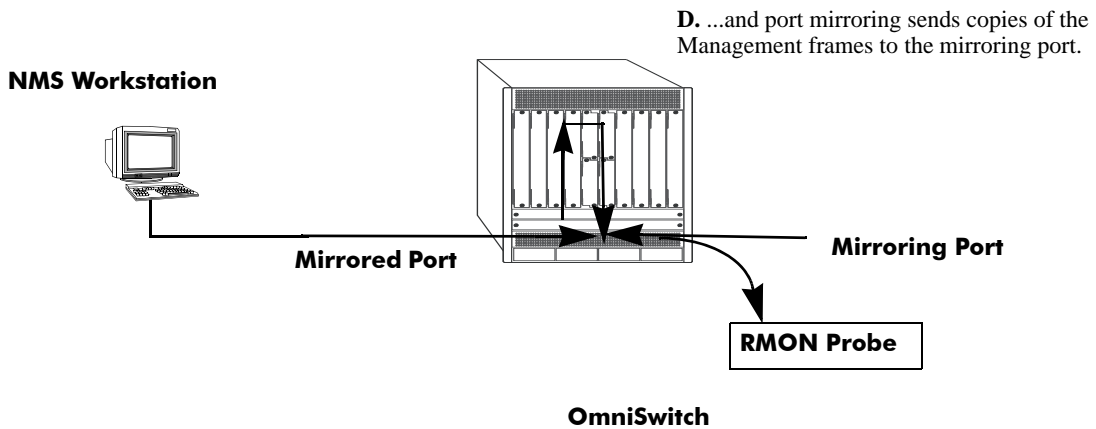 D. ...and port mirroring sends copies of the
Management frames to the mirroring port.
NMS Workstation
Mirrored Port
Mirroring Port
RMON Probe
OmniSwitch